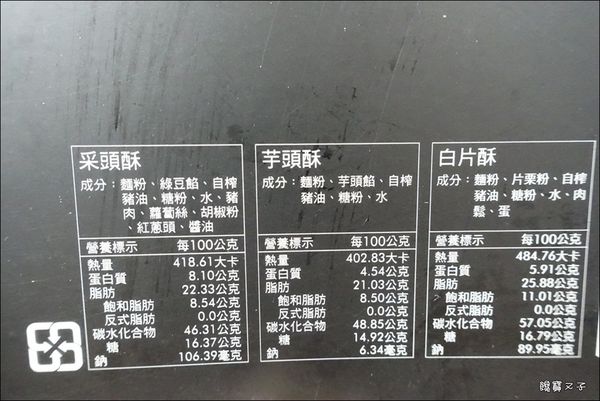 采頭酥
成分：麵粉、綠豆餡、自榨
豬油、糖粉、水、豬
肉、蘿蔔絲、胡椒粉
、紅蔥頭、醬油
營養標示 每100公克
熱量 418.61大卡
蛋白質 8.10公克
脂肪 22.33公克
飽和脂肪 8.54公克
反式脂肪 0.0公克
碳水化合物 46.31公克
糖 16.37公克
鈉 106.39毫克
芋頭酥
成分：麵粉、芋頭餡、自榨
豬油、糖粉、水
營養標示 每100公克
熱量 402.83大卡
蛋白質 4.54公克
脂肪 21.03公克
飽和脂肪 8.50公克
反式脂肪 0.0公克
碳水化合物 48.85公克
糖 14.92公克
鈉 6.34毫克
白片酥
成分：麵粉、片栗粉、自榨
豬油、糖粉、水、肉
鬆、蛋
營養標示 每100公克
熱量 484.76大卡
蛋白質 5.91公克
脂肪 25.88公克
飽和脂肪 11.01公克
反式脂肪 0.0公克
碳水化合物 57.05公克
糖 16.79公克
鈉 89.95毫克